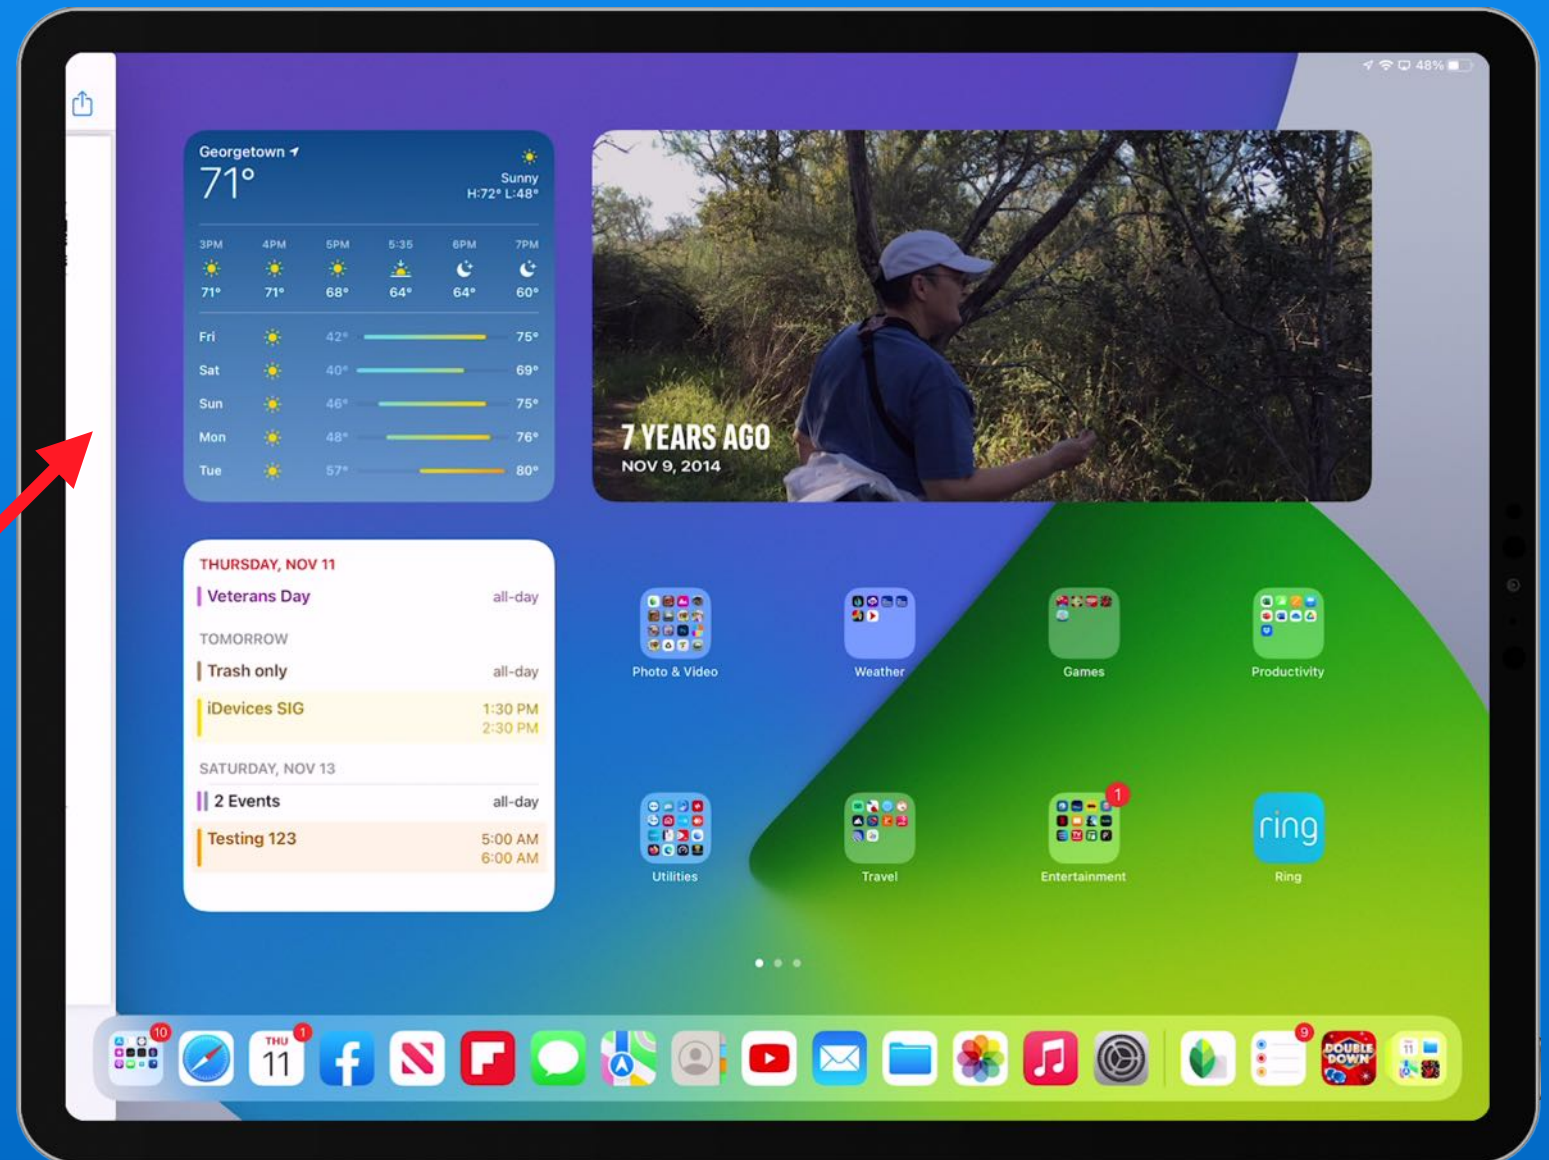 48%
Georgetown
71°
Sunny
H:72° L:48°
3PM 4PM 5PM 5:35 6PM 7PM
71° 71° 68° 64° 64° 60°
Fri 42° 75°
Sat 40° 69°
Sun 46° 75°
Mon 48° 76°
Tue 57° 80°
7 YEARS AGO
NOV 9, 2014
THURSDAY, NOV 11
Veterans Day all-day
TOMORROW
Trash only all-day
iDevices SIG 1:30 PM
2:30 PM
SATURDAY, NOV 13
2 Events all-day
Testing 123 5:00 AM
6:00 AM
Photo & Video Weather Games Productivity
1
ring
Utilities Travel Entertainment Ring
10 1 9
THU
11
DOUBLE
DOWN
11